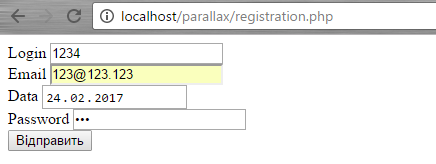 localhost/parallax/registration.php
Login 1234
Email 123@123.123
Data 24.02.2017
Password •••
Відправить